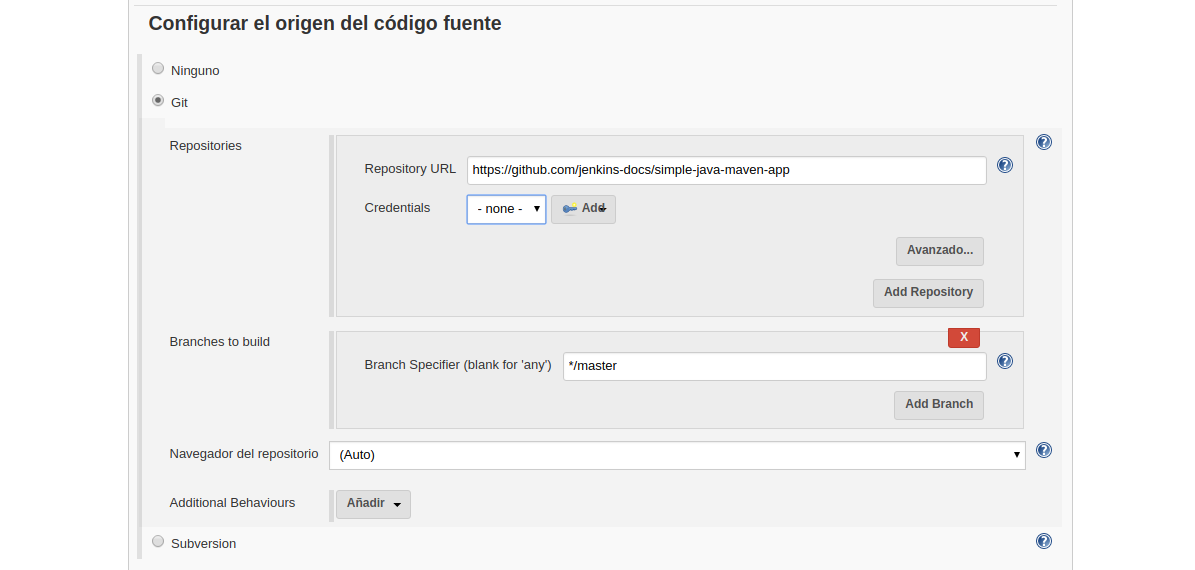 Configurar el origen del código fuente
Ninguno
Git
Repositories
Repository URL https://github.com/jenkins-docs/simple-java-maven-app
Credentials - none - Add
Avanzado...
Add Repository
Branches to build
X
Branch Specifier (blank for 'any') */master
Add Branch
Navegador del repositorio (Auto)
Additional Behaviours Añadir
Subversion